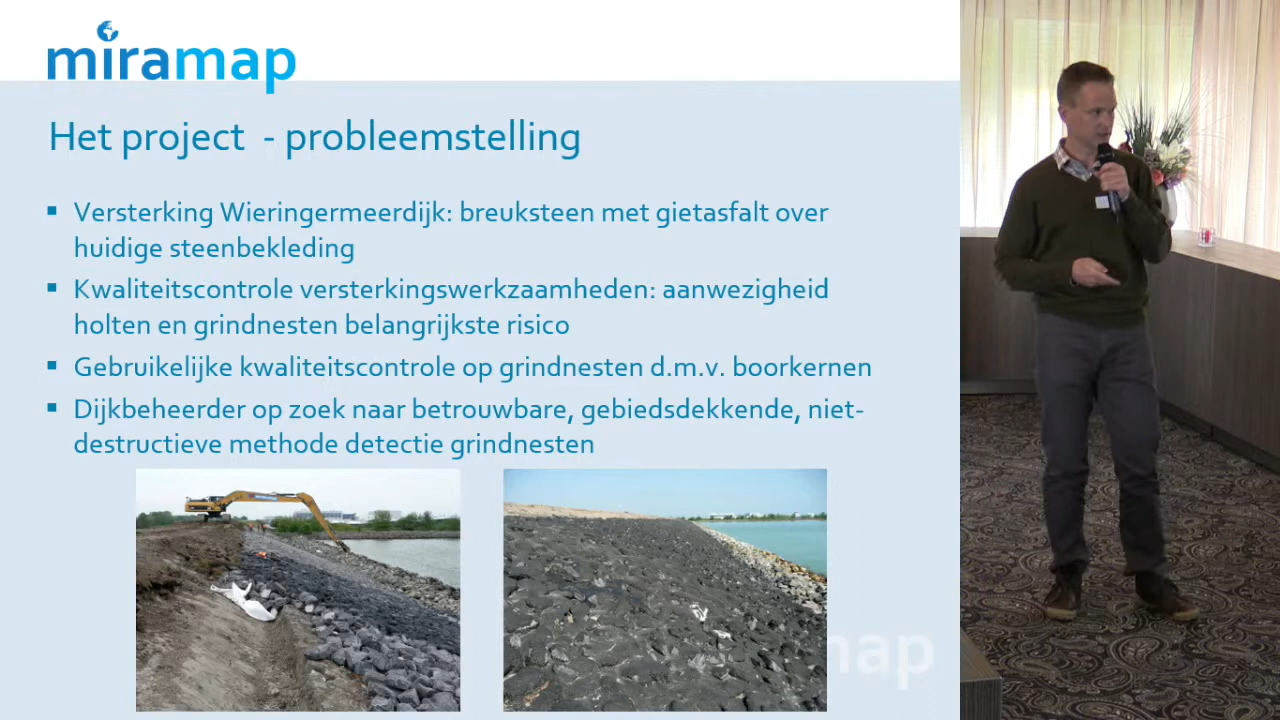 miramap
Het project - probleemstelling
▪ Versterking Wieringermeerdijk: breuksteen met gietasfalt over
huidige steenbekleding
▪ Kwaliteitscontrole versterkingswerkzaamheden: aanwezigheid
holten en grindnesten belangrijkste risico
▪ Gebruikelijke kwaliteitscontrole op grindnesten d.m.v. boorkernen
▪ Dijkbeheerder op zoek naar betrouwbare, gebiedsdekkende, niet-
destructieve methode detectie grindnesten
map